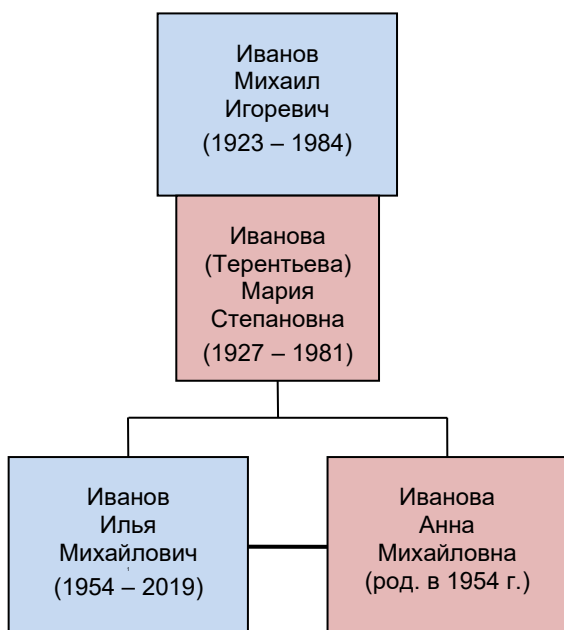 Иванов
Михаил
Игоревич
(1923 – 1984)
Иванова
(Терентьева)
Мария
Степановна
(1927 – 1981)
Иванов
Илья
Михайлович
(1954 – 2019)
Иванова
Анна
Михайловна
(род. в 1954 г.)